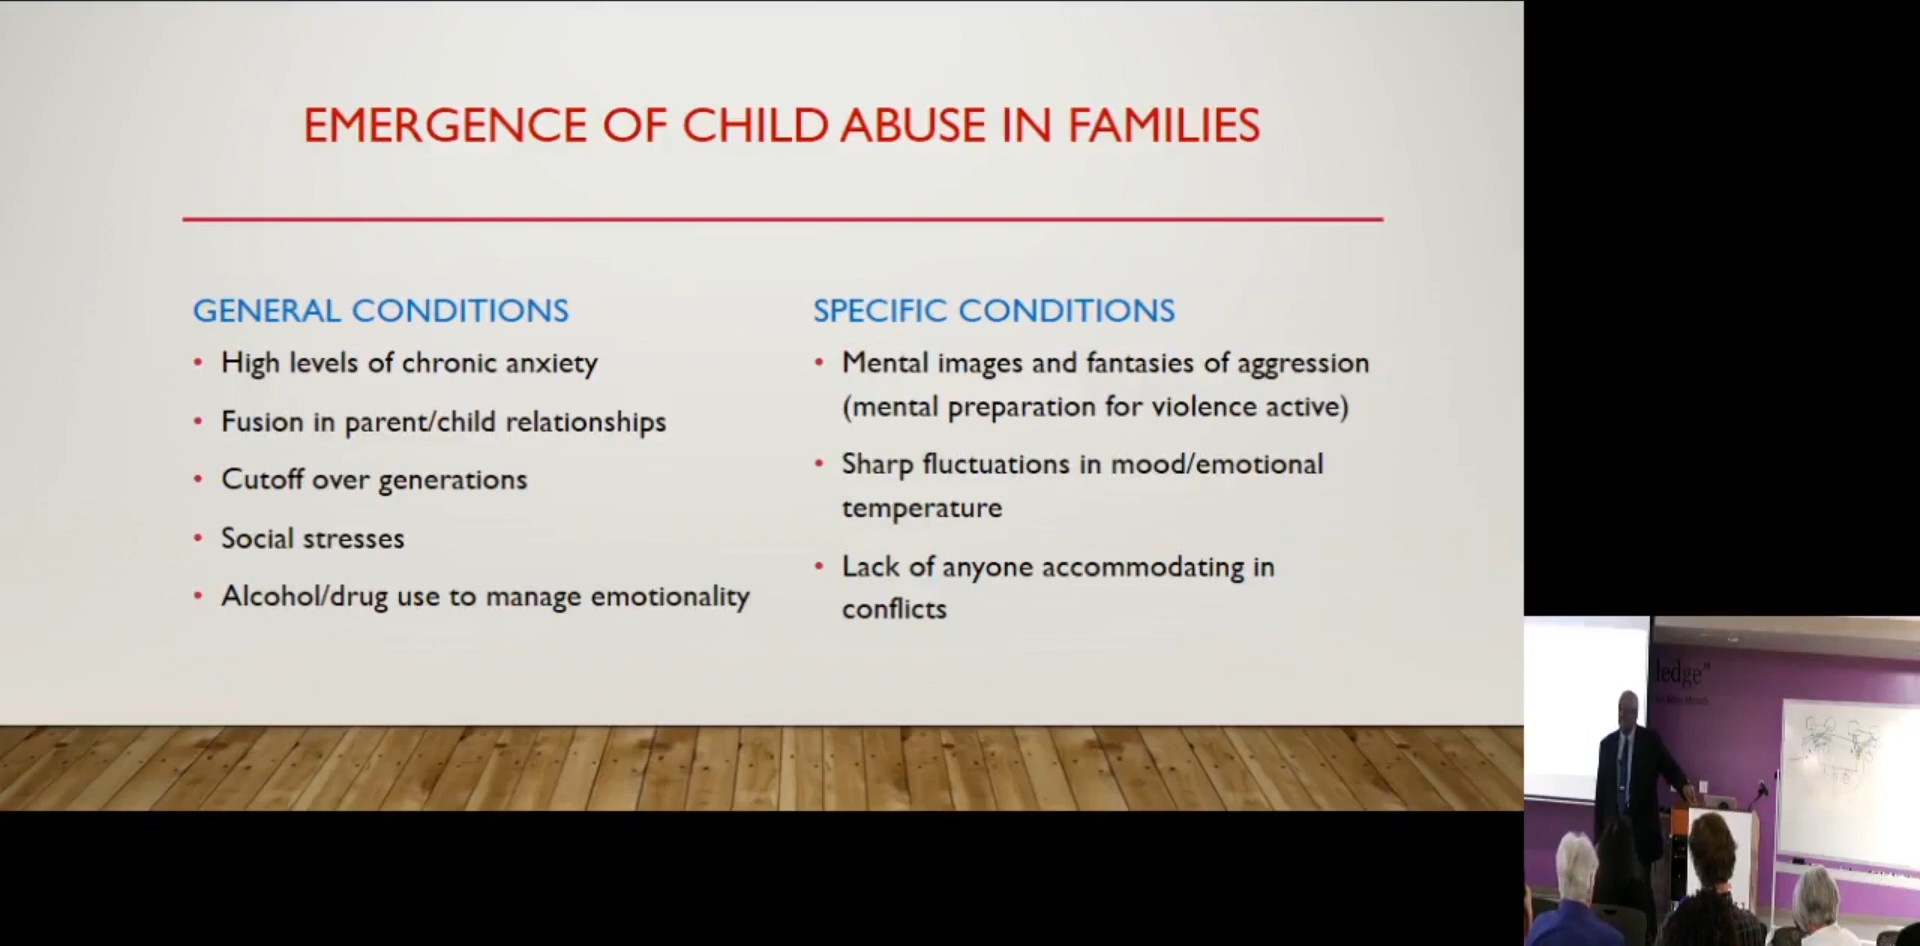 EMERGENCE OF CHILD ABUSE IN FAMILIES
GENERAL CONDITIONS
• High levels of chronic anxiety
• Fusion in parent/child relationships
• Cutoff over generations
• Social stresses
• Alcohol/drug use to manage emotionality
SPECIFIC CONDITIONS
• Mental images and fantasies of aggression
(mental preparation for violence active)
• Sharp fluctuations in mood/emotional
temperature
• Lack of anyone accommodating in
conflicts
ledge”